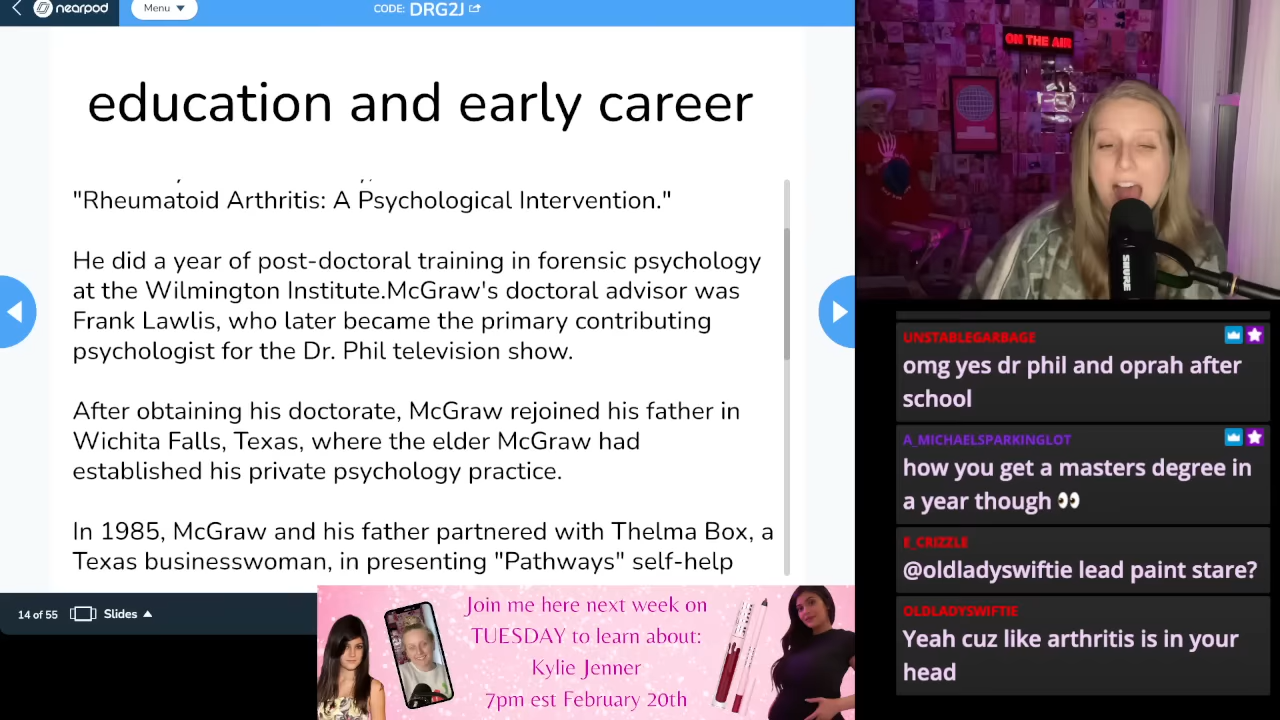 nearpod
Menu
CODE: DRG2J
education and early career
"Rheumatoid Arthritis: A Psychological Intervention."
He did a year of post-doctoral training in forensic psychology
at the Wilmington Institute.McGraw's doctoral advisor was
Frank Lawlis, who later became the primary contributing
psychologist for the Dr. Phil television show.
After obtaining his doctorate, McGraw rejoined his father in
Wichita Falls, Texas, where the elder McGraw had
established his private psychology practice.
In 1985, McGraw and his father partnered with Thelma Box, a
Texas businesswoman, in presenting "Pathways" self-help
14 of 55
Slides
Join me here next week on
TUESDAY to learn about:
Kylie Jenner
7pm est February 20th
ON THE AIR
SHURE
UNSTABLEGARBAGE
omg yes dr phil and oprah after
school
A_MICHAELSPARKINGLOT
how you get a masters degree in
a year though 👀
E_CRIZZLE
@oldladyswiftie lead paint stare?
OLDLADYSWIFTIE
Yeah cuz like arthritis is in your
head